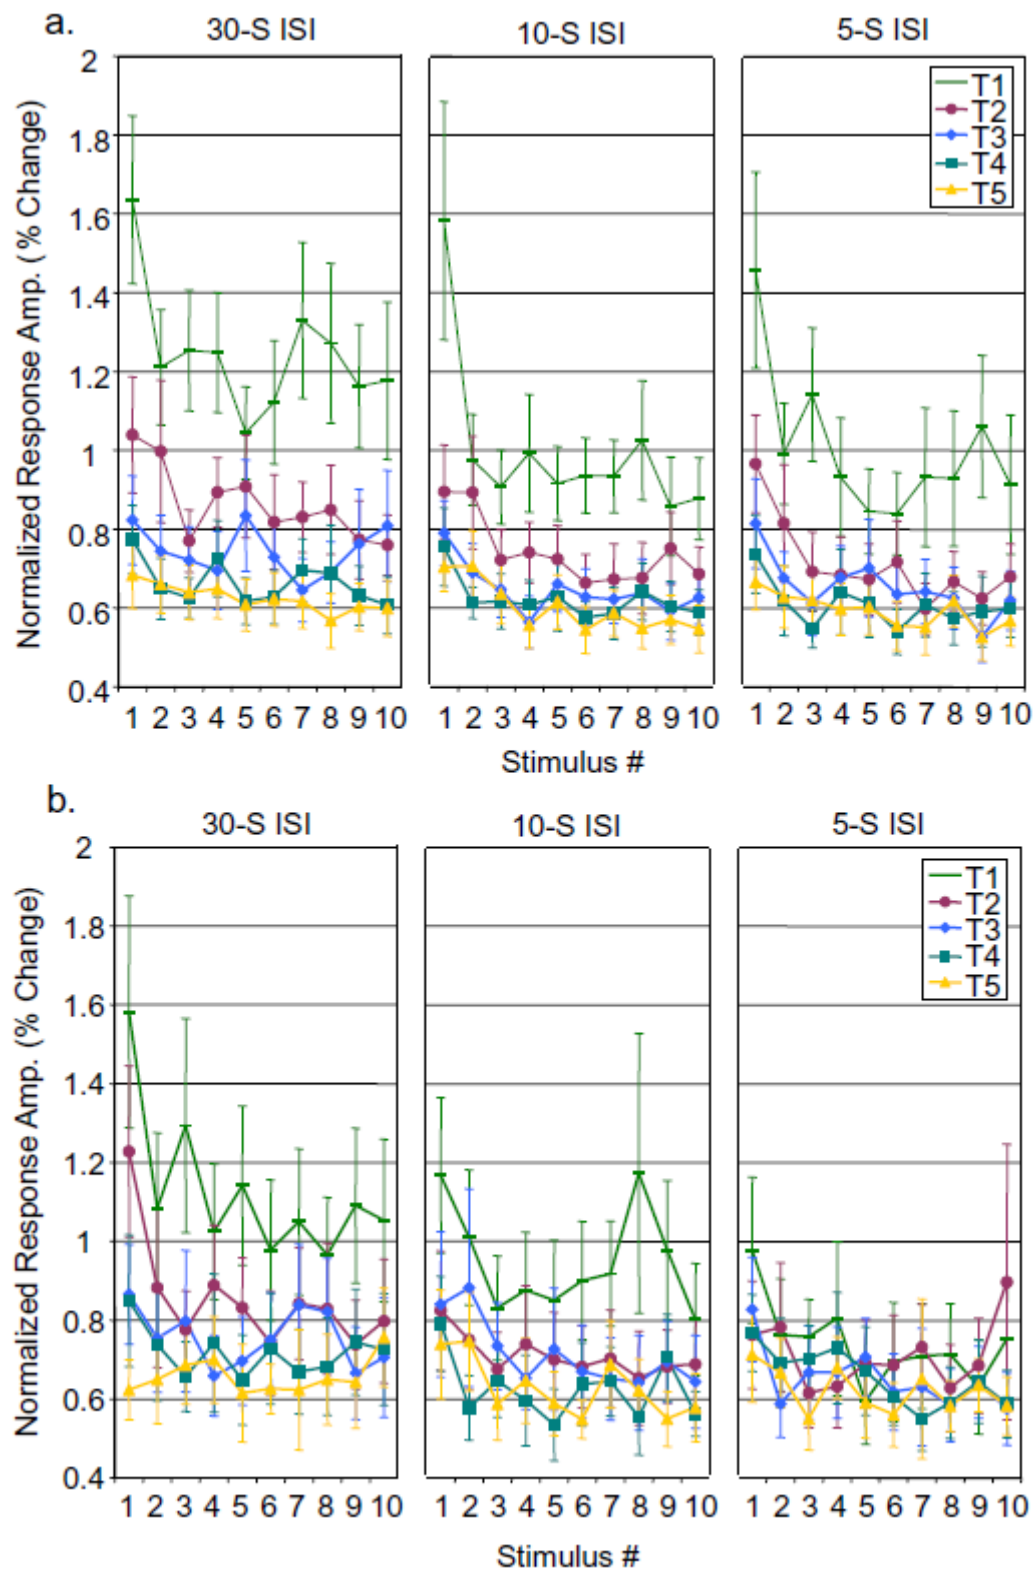 a.
30-S ISI 10-S ISI 5-S ISI
Normalized Response Amp. (% Change)
2
1.8
1.6
1.4
1.2
1
0.8
0.6
0.4
T1
T2
T3
T4
T5
1 2 3 4 5 6 7 8 9 10 1 2 3 4 5 6 7 8 9 10 1 2 3 4 5 6 7 8 9 10
Stimulus #
b.
30-S ISI 10-S ISI 5-S ISI
Normalized Response Amp. (% Change)
2
1.8
1.6
1.4
1.2
1
0.8
0.6
0.4
T1
T2
T3
T4
T5
1 2 3 4 5 6 7 8 9 10 1 2 3 4 5 6 7 8 9 10 1 2 3 4 5 6 7 8 9 10
Stimulus #